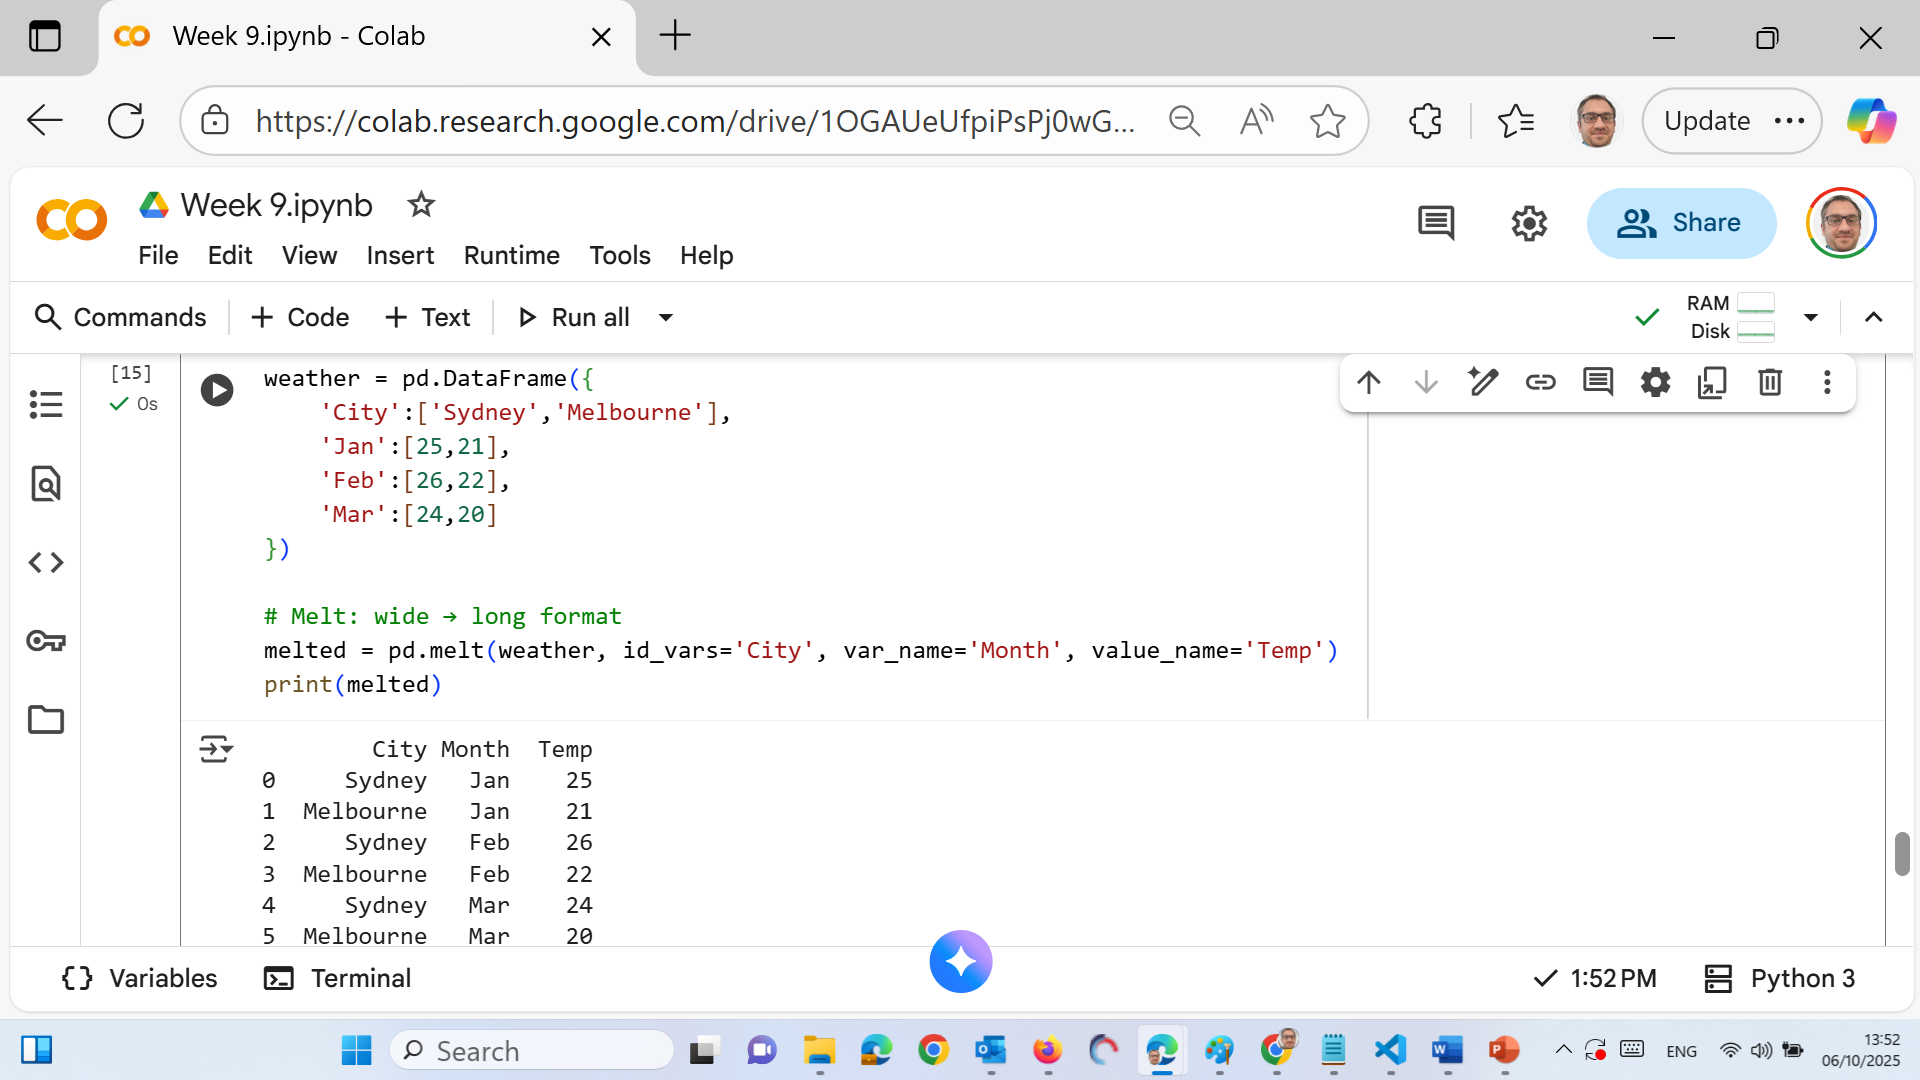 Week 9.ipynb - Colab
https://colab.research.google.com/drive/1OGAUeUfpiPsPj0wG...
Update
Week 9.ipynb
File Edit View Insert Runtime Tools Help
Share
Commands + Code + Text Run all
RAM
Disk
[15]
0s
weather = pd.DataFrame({
    'City':['Sydney','Melbourne'],
    'Jan':[25,21],
    'Feb':[26,22],
    'Mar':[24,20]
})
# Melt: wide → long format
melted = pd.melt(weather, id_vars='City', var_name='Month', value_name='Temp')
print(melted)
City Month Temp
0 Sydney Jan 25
1 Melbourne Jan 21
2 Sydney Feb 26
3 Melbourne Feb 22
4 Sydney Mar 24
5 Melbourne Mar 20
Variables Terminal
1:52 PM Python 3
Search
ENG
13:52
06/10/2025